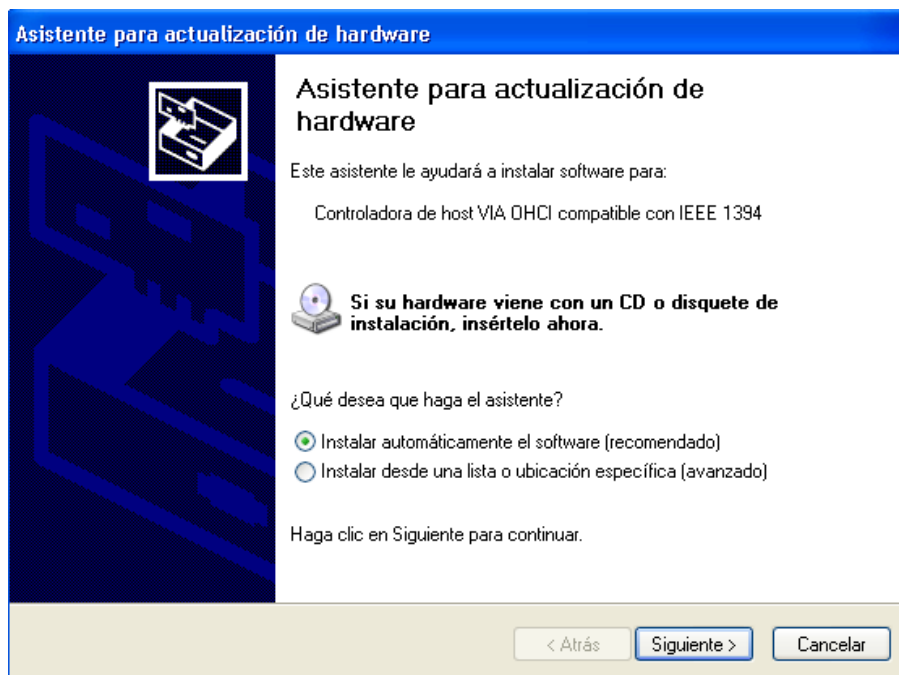 Asistente para actualización de hardware
Asistente para actualización de
hardware
Este asistente le ayudará a instalar software para:
Controladora de host VIA OHCI compatible con IEEE 1394
Si su hardware viene con un CD o disquete de
instalación, insértelo ahora.
¿Qué desea que haga el asistente?
Instalar automáticamente el software (recomendado)
Instalar desde una lista o ubicación específica (avanzado)
Haga clic en Siguiente para continuar.
< Atrás Siguiente > Cancelar